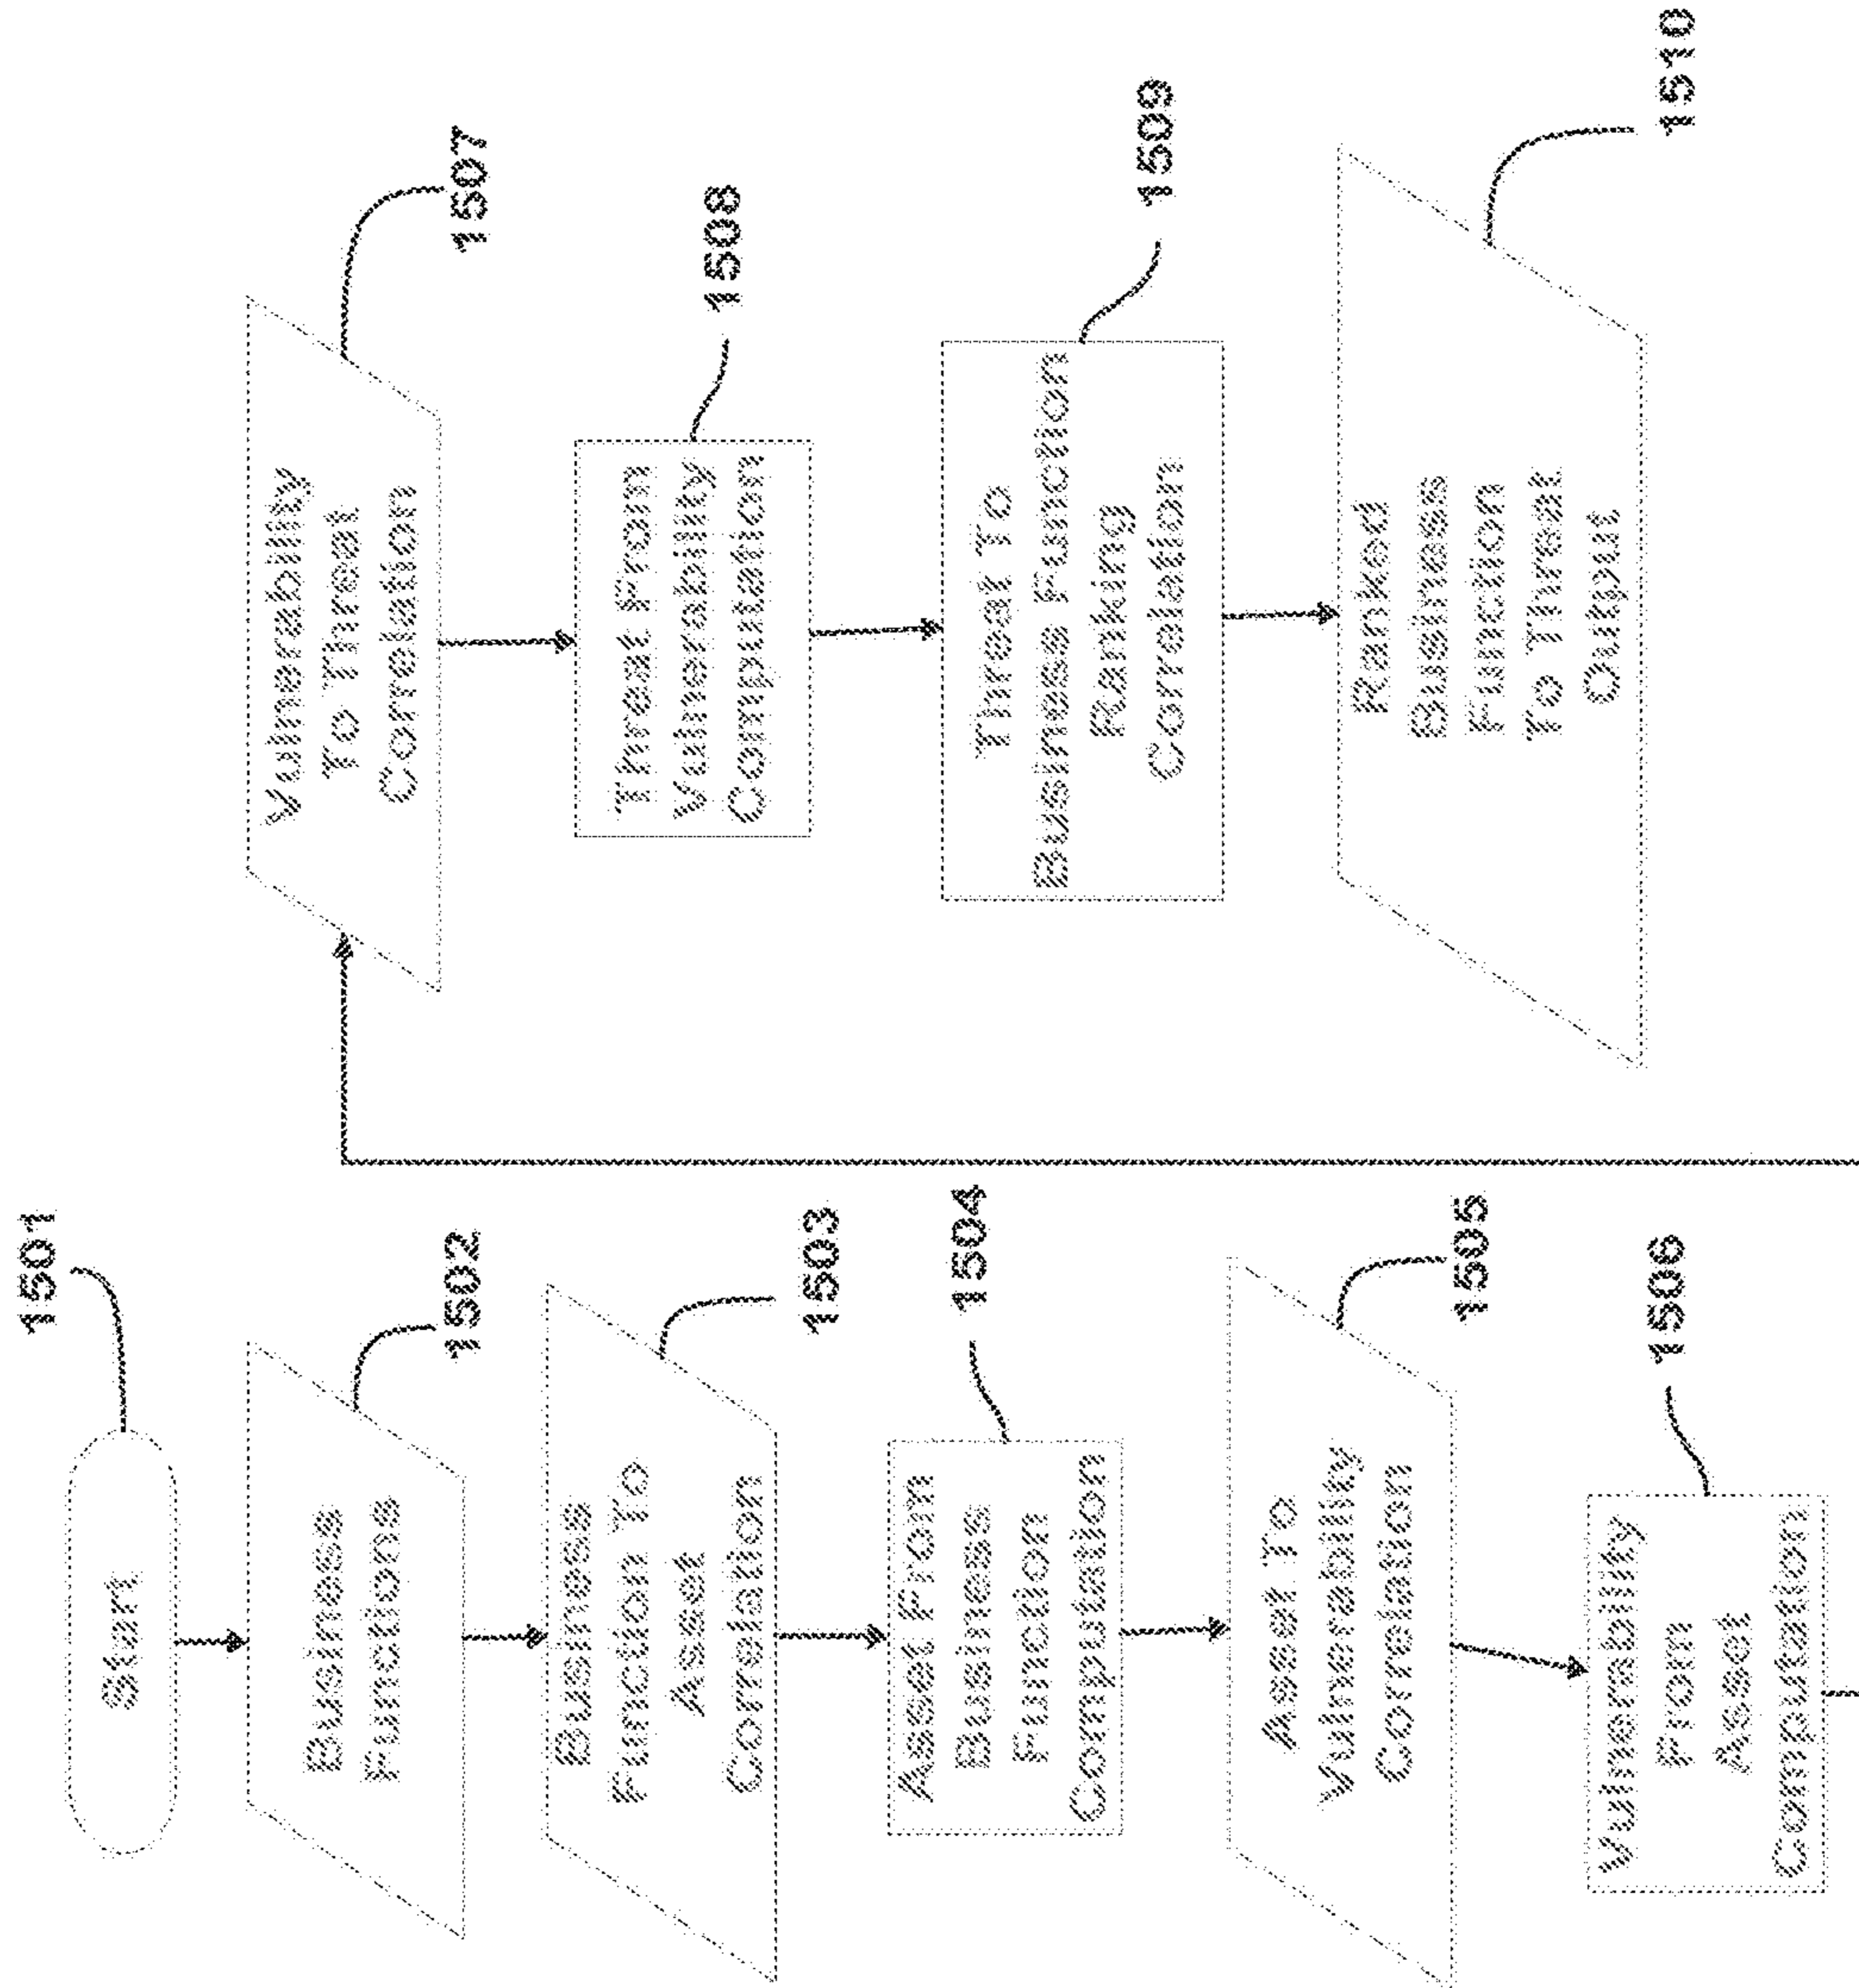 1501
Start
1502
Business
Functions
1503
Business
Function To
Asset
Correlation
1504
Asset From
Business
Function
Computation
1505
Asset To
Vulnerability
Correlation
1506
Vulnerability
From
Asset
Computation
1507
Vulnerability
To Threat
Correlation
1508
Threat From
Vulnerability
Computation
1509
Threat To
Business Function
Ranking
Correlation
1510
Ranked
Business
Function
To Threat
Output